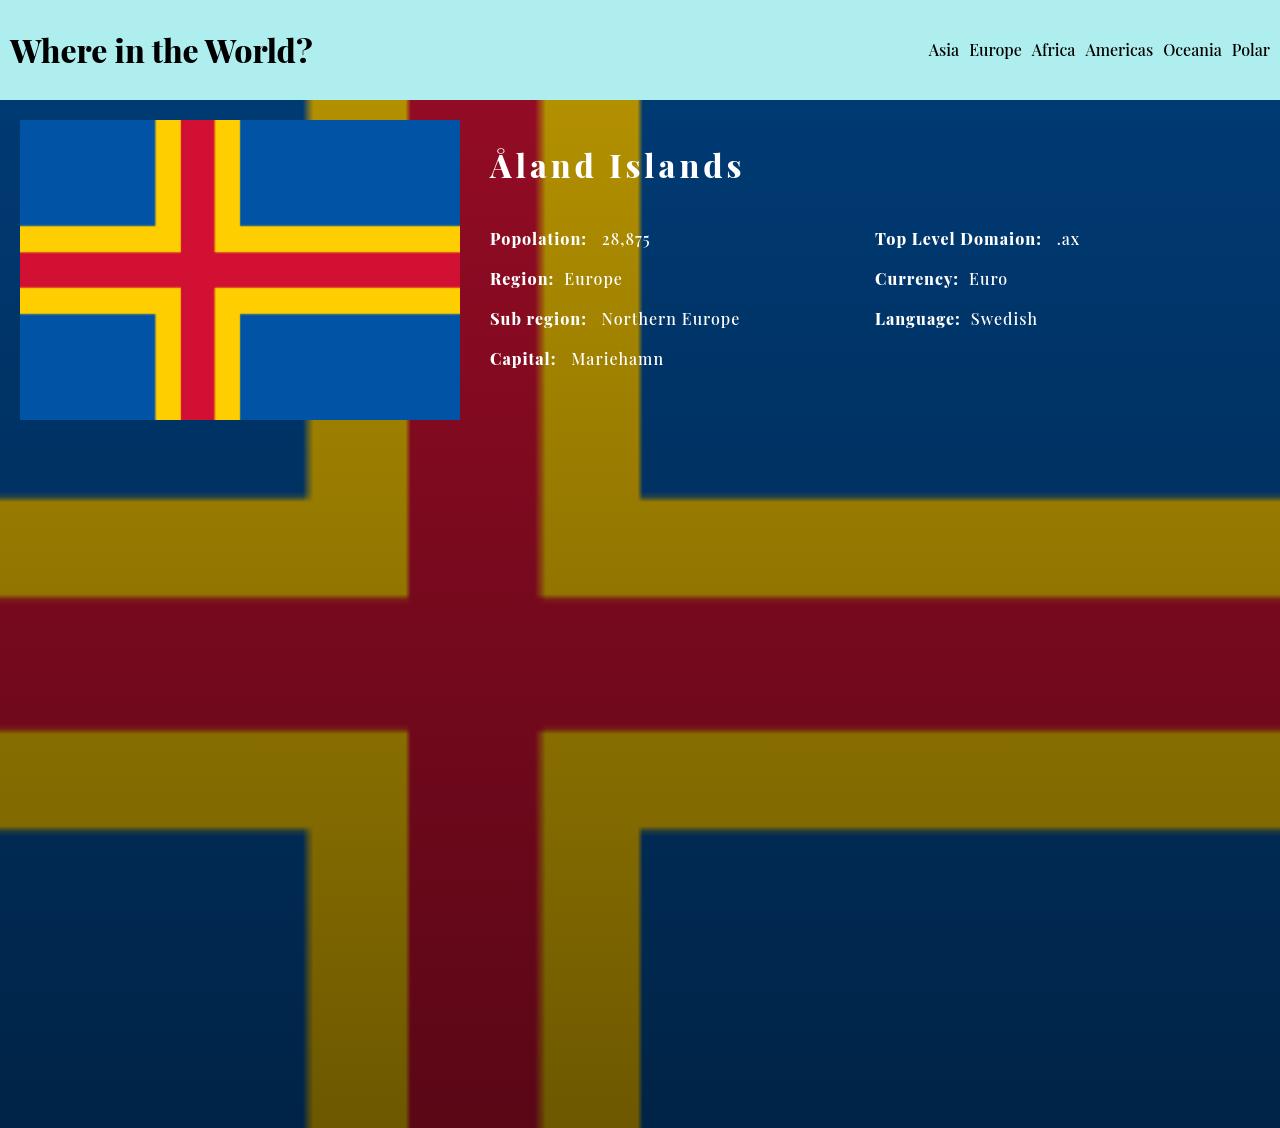 Where in the World?
Asia Europe Africa Americas Oceania Polar
Åland Islands
Population: 28,875
Region: Europe
Sub region: Northern Europe
Capital: Mariehamn
Top Level Domaion: .ax
Currency: Euro
Language: Swedish